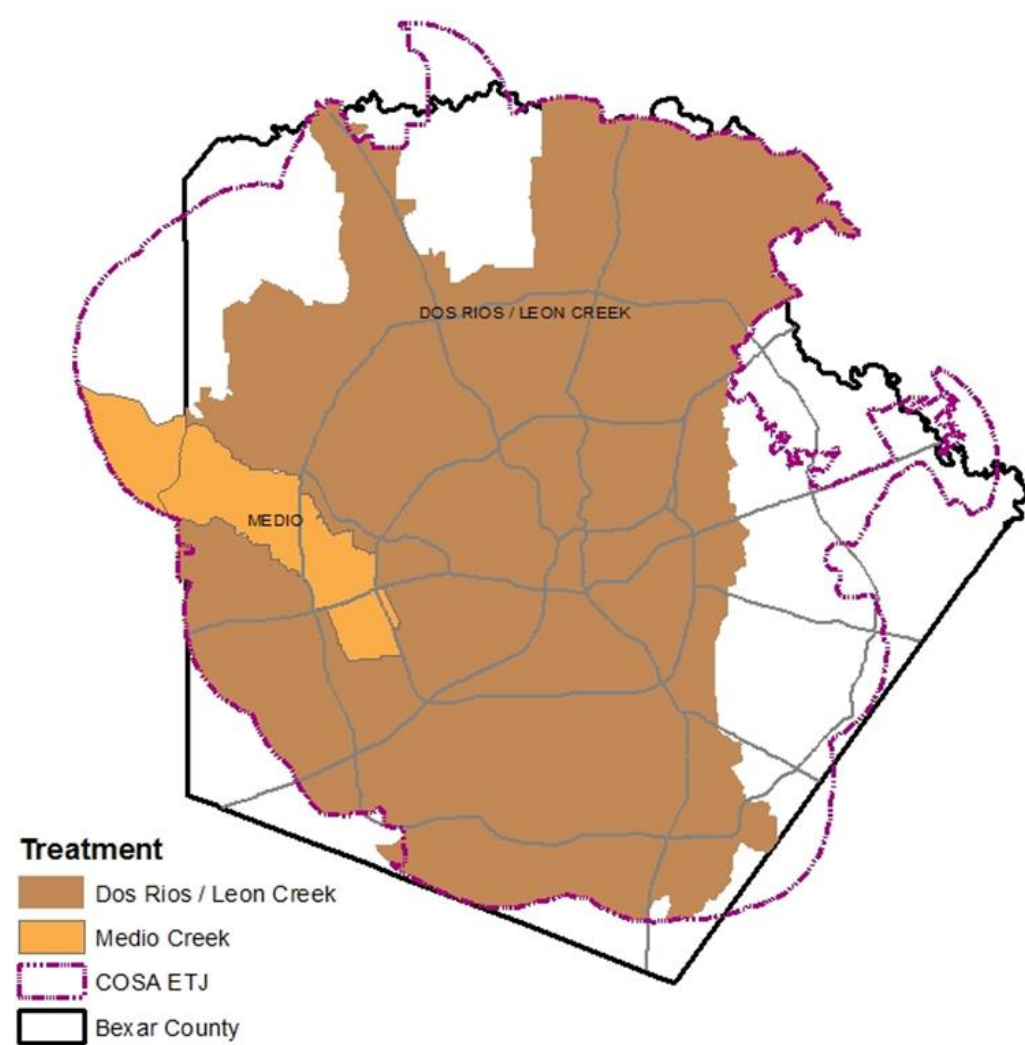 DOS RIOS / LEON CREEK
MEDIO
Treatment
Dos Rios / Leon Creek
Medio Creek
COSA ETJ
Bexar County